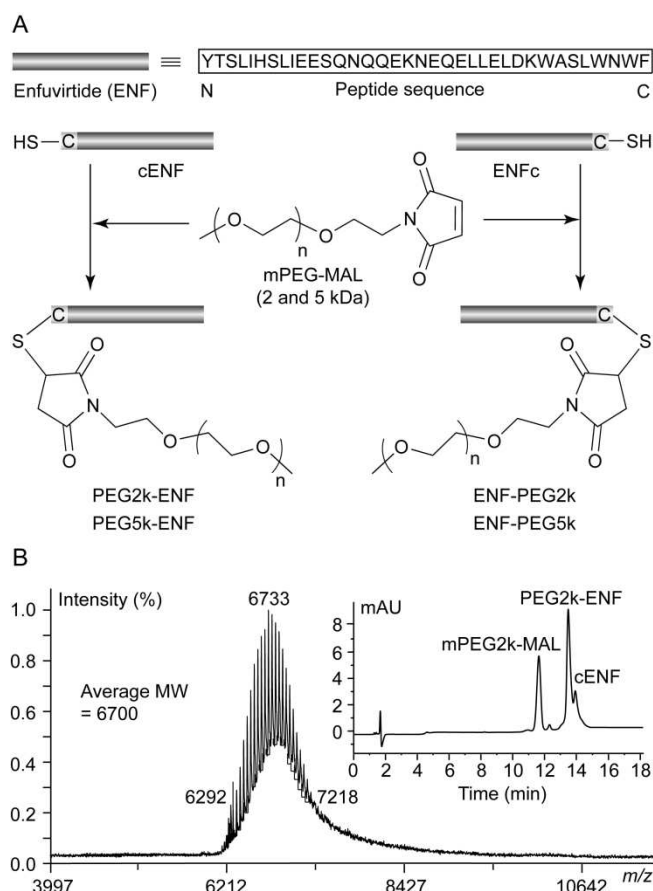 A
Enfuvirtide (ENF)
≡
YTSLIHSLIEESQNQQEKNEQELLELDKWASLWNWF
N Peptide sequence C
HS C
cENF
C SH
ENFc
O
O O N
n
O
mPEG-MAL
(2 and 5 kDa)
C
S
O
N
O
O O
n
PEG2k-ENF
PEG5k-ENF
C
S
O
N
O
O O
n
ENF-PEG2k
ENF-PEG5k
B
Intensity (%)
1.0
0.8
0.6
0.4
0.2
0.0
6733
Average MW
= 6700
6292
7218
3997 6212 8427 10642 m/z
mAU
8
6
4
2
0
PEG2k-ENF
mPEG2k-MAL
cENF
0 2 4 6 8 10 12 14 16 18
Time (min)